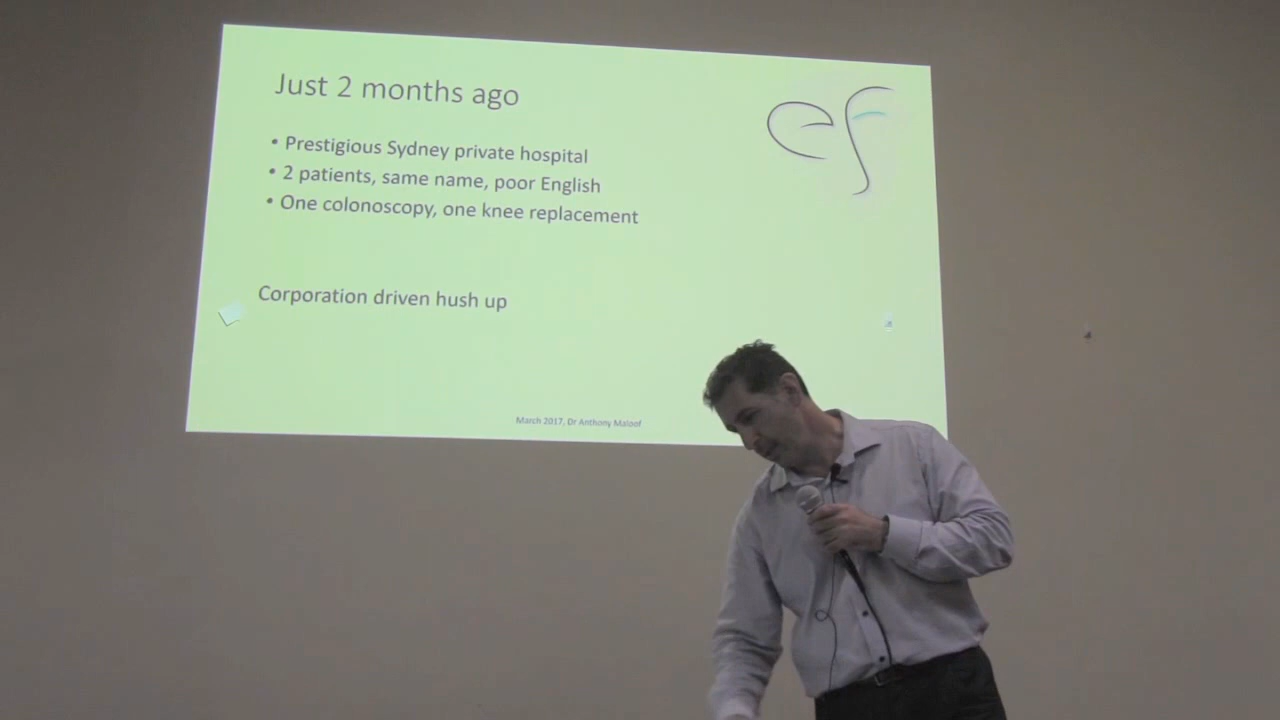 Just 2 months ago
• Prestigious Sydney private hospital
• 2 patients, same name, poor English
• One colonoscopy, one knee replacement
Corporation driven hush up
March 2017, Dr Anthony Maloof
ef